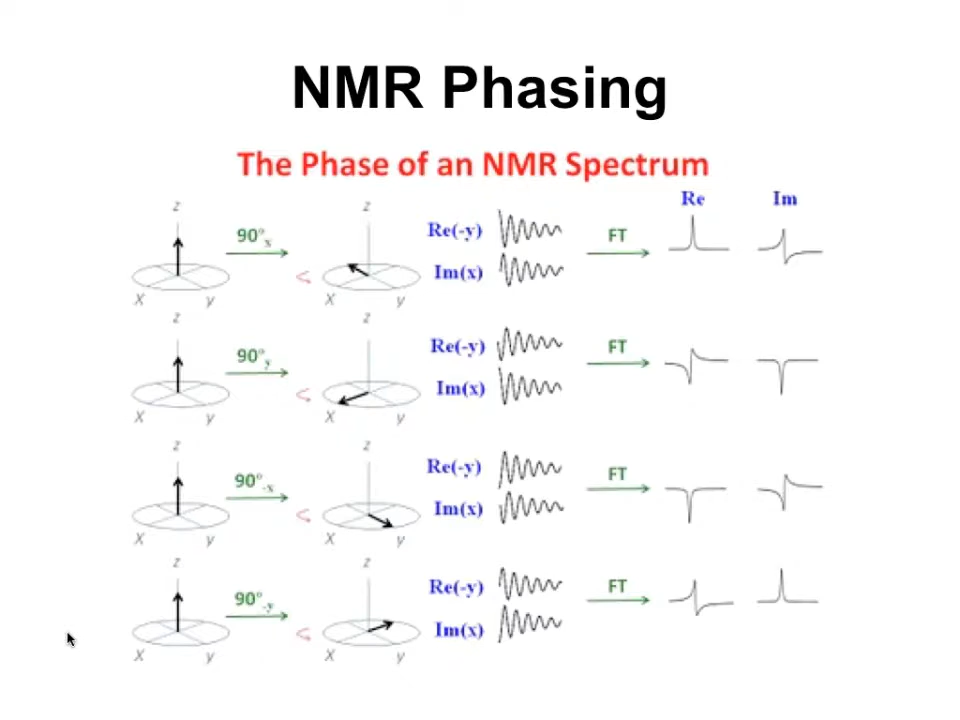 NMR Phasing
The Phase of an NMR Spectrum
Re Im
z z
90°x Re(-y) FT
Im(x)
X y X y
z z
90°y Re(-y) FT
Im(x)
X y X y
z z
90°-x Re(-y) FT
Im(x)
X y X y
z z
90°-y Re(-y) FT
Im(x)
X y X y